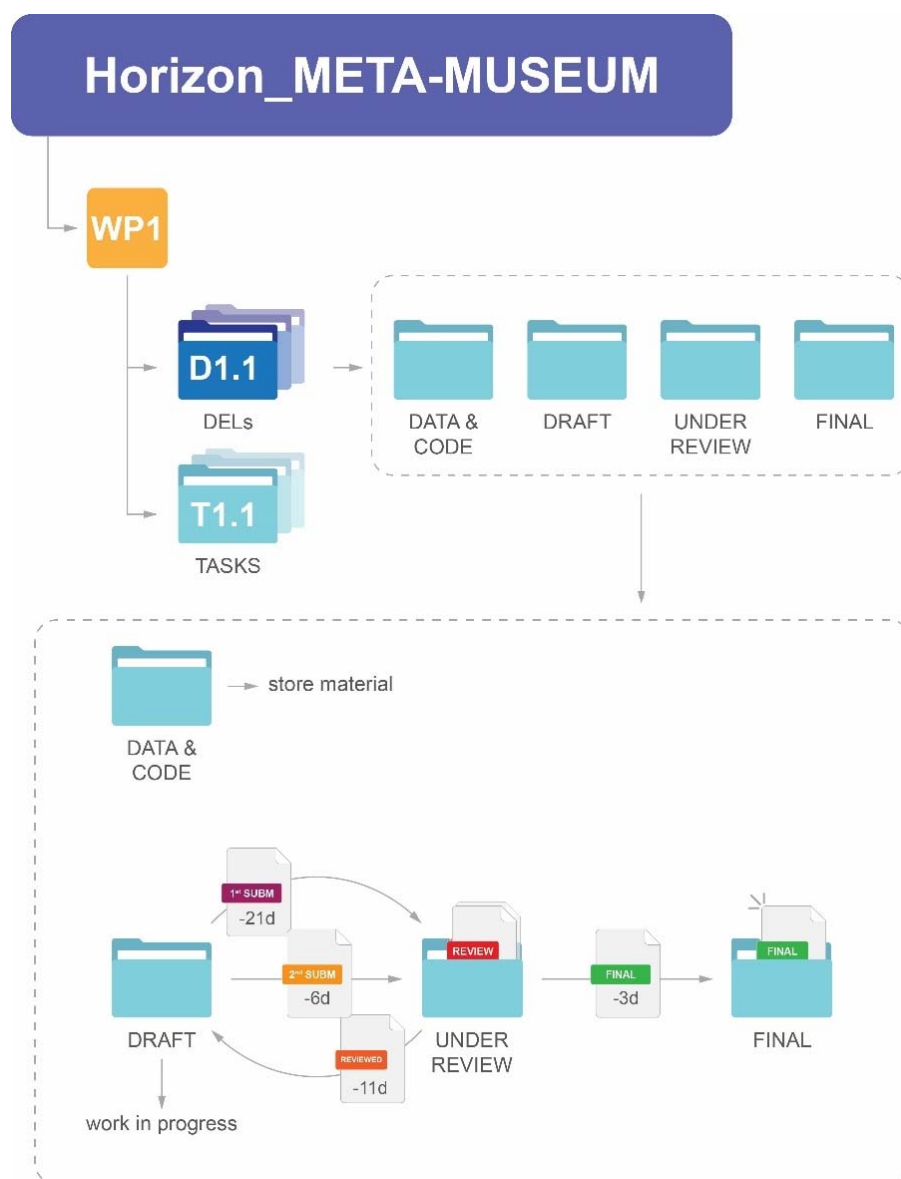 Horizon_META-MUSEUM
WP1
D1.1
DELs
T1.1
TASKS
DATA &
CODE
DRAFT
UNDER
REVIEW
FINAL
DATA &
CODE
store material
1st SUBM
-21d
2nd SUBM
-6d
REVIEWED
-11d
DRAFT
work in progress
REVIEW
UNDER
REVIEW
FINAL
-3d
FINAL
FINAL